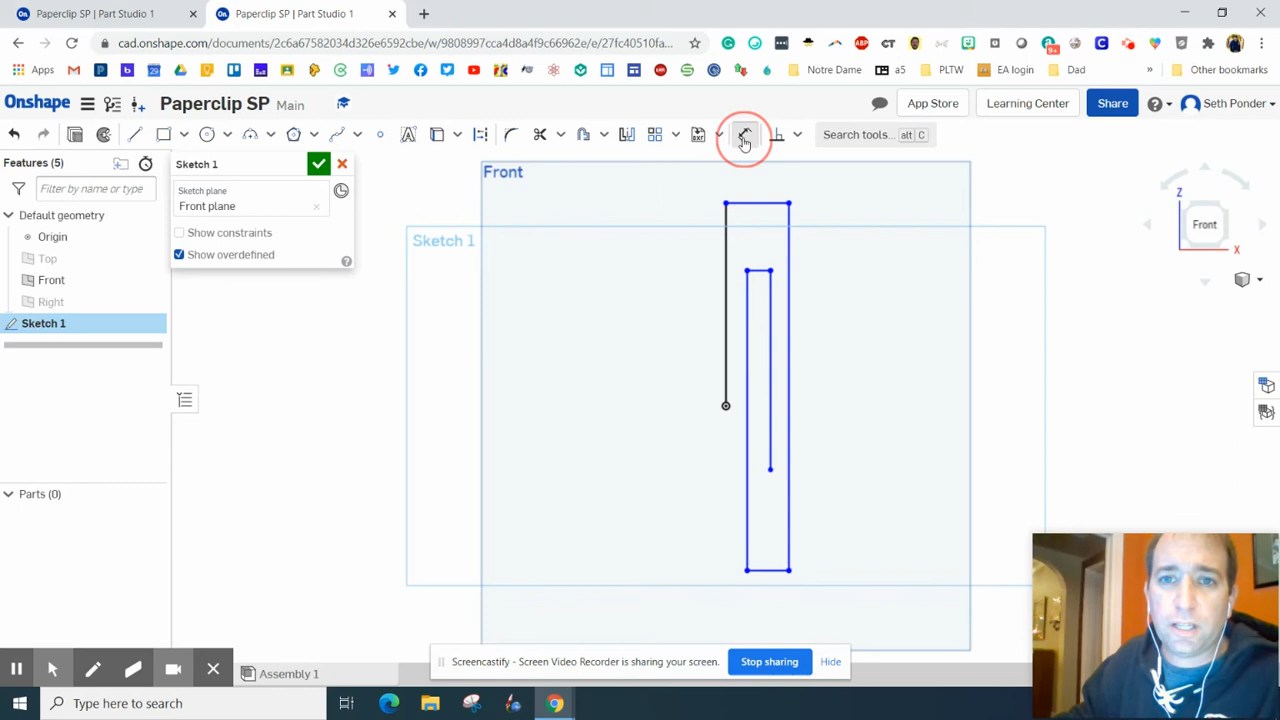 Paperclip SP | Part Studio 1
Paperclip SP | Part Studio 1
cad.onshape.com/documents/2c6a67582034d126e6592cbe/w/9808997cca4d8a4f9c66962e/e/27fc40510fa...
Apps
Notre Dame
a5
PLTW
EA login
Dad
Other bookmarks
Onshape
Paperclip SP
Main
App Store
Learning Center
Share
Seth Ponder
Search tools...
alt
C
Features (5)
Filter by name or type
Default geometry
Origin
Top
Front
Right
Sketch 1
Parts (0)
Sketch 1
Sketch plane
Front plane
Show constraints
Show overdefined
Front
Sketch 1
Z
Front
X
Assembly 1
Screencastify - Screen Video Recorder is sharing your screen.
Stop sharing
Hide
Type here to search